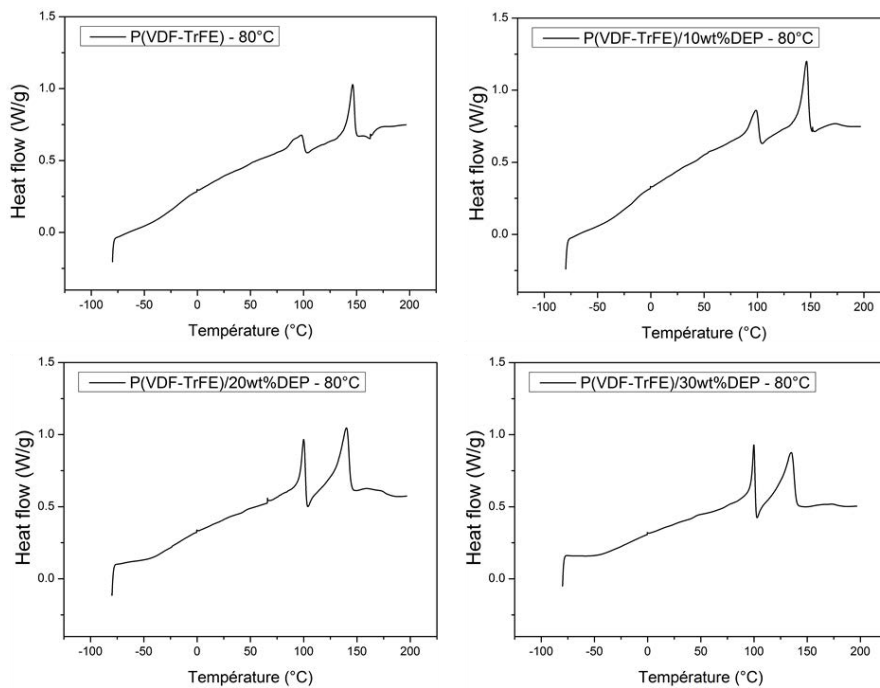 P(VDF-TrFE) - 80°C
1.5
1.0
0.5
0.0
Heat flow (W/g)
-100 -50 0 50 100 150 200
Température (°C)
P(VDF-TrFE)/10wt%DEP - 80°C
1.5
1.0
0.5
0.0
Heat flow (W/g)
-100 -50 0 50 100 150 200
Température (°C)
P(VDF-TrFE)/20wt%DEP - 80°C
1.5
1.0
0.5
0.0
Heat flow (W/g)
-100 -50 0 50 100 150 200
Température (°C)
P(VDF-TrFE)/30wt%DEP - 80°C
1.5
1.0
0.5
0.0
Heat flow (W/g)
-100 -50 0 50 100 150 200
Température (°C)